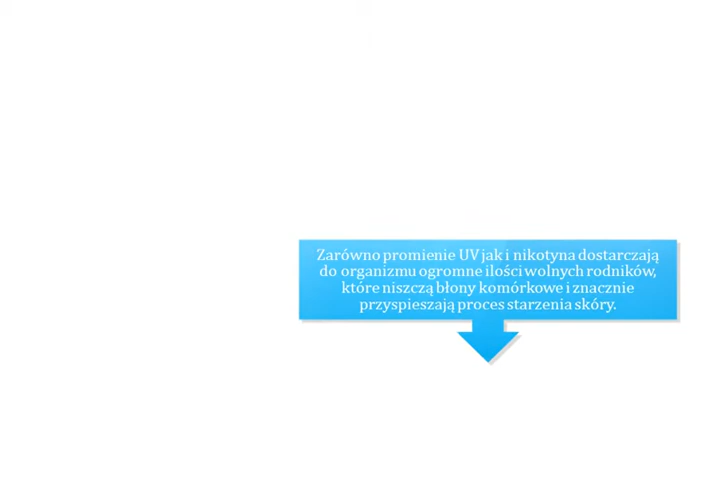 Zarówno promienie UV jak i nikotyna dostarczają
do organizmu ogromne ilości wolnych rodników,
które niszczą błony komórkowe i znacznie
przyspieszają proces starzenia skóry.